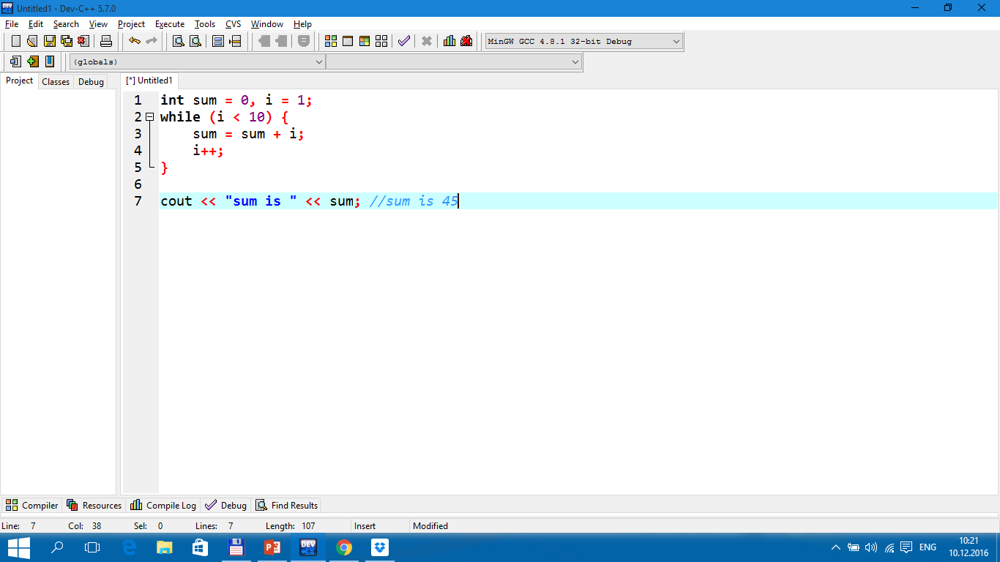 Untitled1 - Dev-C++ 5.7.0
File Edit Search View Project Execute Tools CVS Window Help
MinGW GCC 4.8.1 32-bit Debug
(globals)
Project Classes Debug [*] Untitled1
1 int sum = 0, i = 1;
2 while (i < 10) {
3 sum = sum + i;
4 i++;
5 }
6
7 cout << "sum is " << sum; //sum is 45
Compiler Resources Compile Log Debug Find Results
Line: 7 Col: 38 Sel: 0 Lines: 7 Length: 107 Insert Modified
DEV C++ ENG 10:21
10.12.2016